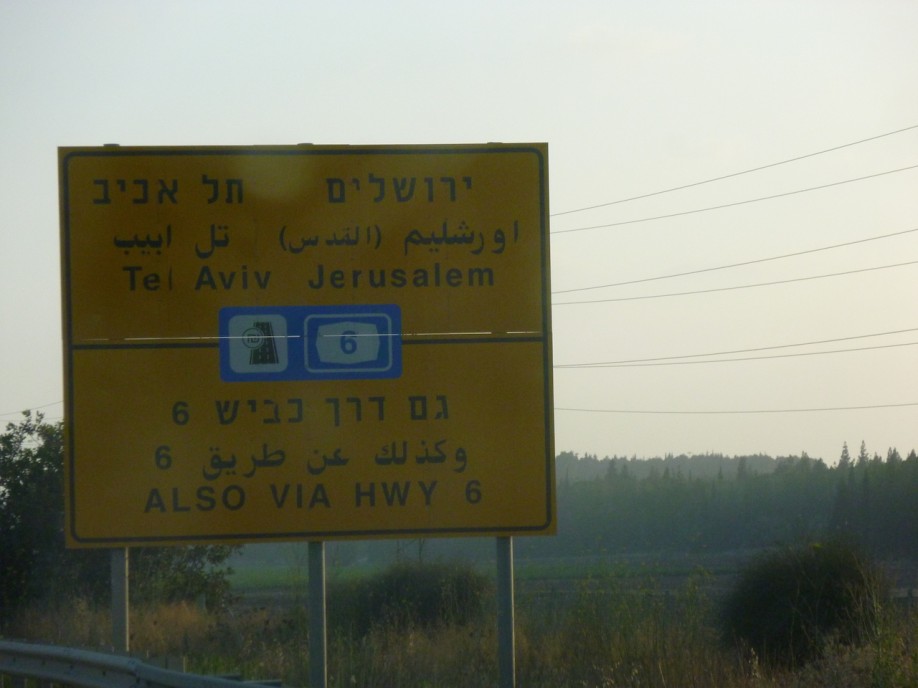 ירושלים תל אביב
اورشليم (القدس) تل ابيب
Tel Aviv Jerusalem
₪ 6
גם דרך כביש 6
وكذلك عن طريق 6
ALSO VIA HWY 6